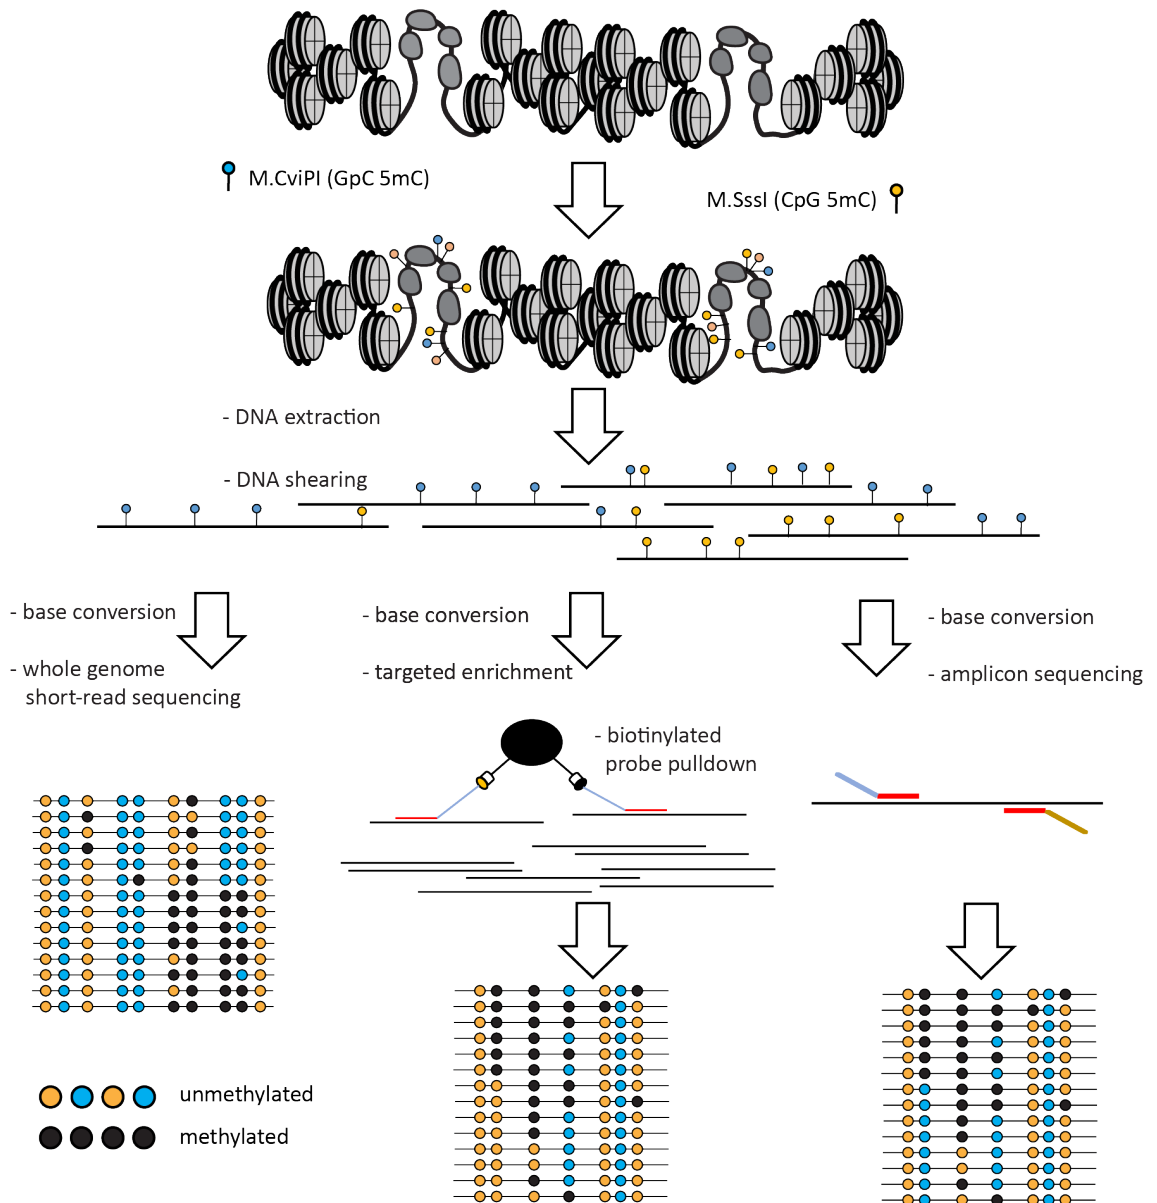 M.CviPI (GpC 5mC)
M.SssI (CpG 5mC)
- DNA extraction
- DNA shearing
- base conversion
- whole genome
short-read sequencing
- base conversion
- targeted enrichment
- biotinylated
probe pulldown
- base conversion
- amplicon sequencing
unmethylated
methylated